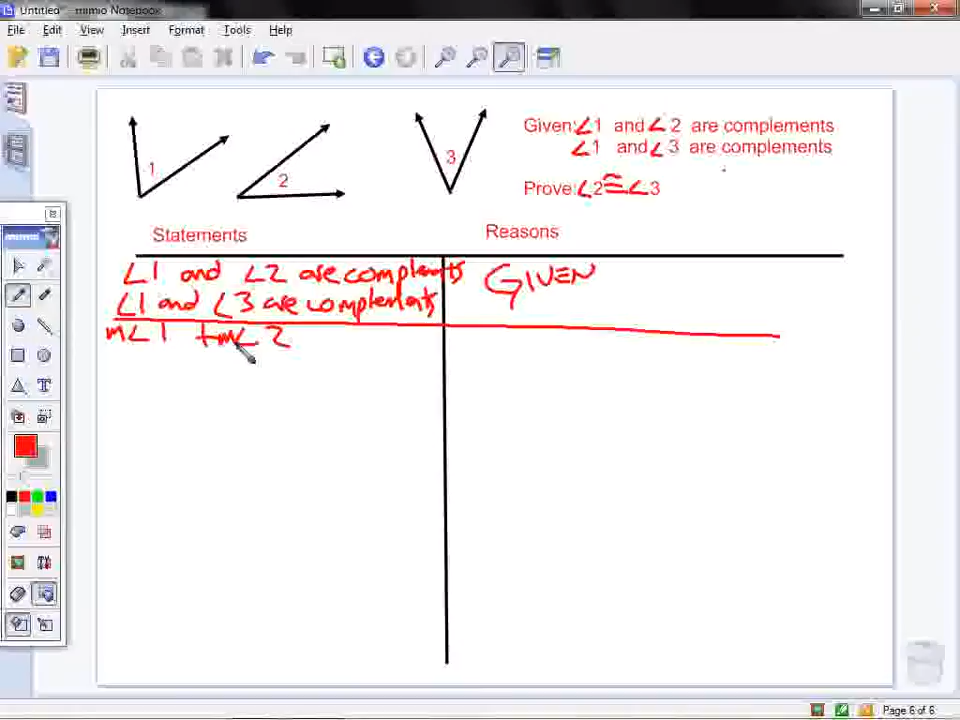 Untitled* - mimio Notebook
File Edit View Insert Format Tools Help
1
2
3
Given:∠1 and ∠2 are complements
∠1 and ∠3 are complements
Prove:∠2≅∠3
mimio
Statements
Reasons
∠1 and ∠2 are complements
GIVEN
∠1 and ∠3 are complements
m∠1 +m∠2
T
Page 6 of 6